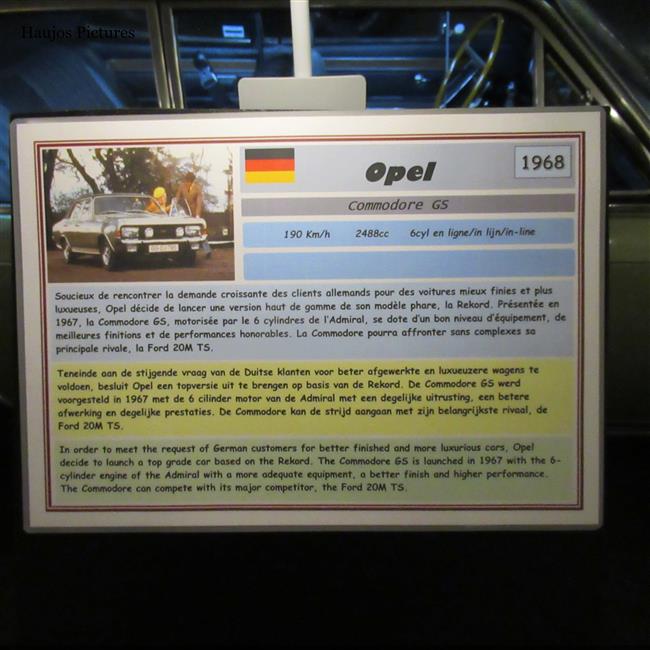 Haujos Pictures
Opel
1968
Commodore GS
190 Km/h 2488cc 6cyl en ligne/in lijn/in-line
Soucieux de rencontrer la demande croissante des clients allemands pour des voitures mieux finies et plus
luxueuses, Opel décide de lancer une version haut de gamme de son modèle phare, la Rekord. Présentée en
1967, la Commodore GS, motorisée par le 6 cylindres de l'Admiral, se dote d'un bon niveau d'équipement, de
meilleures finitions et de performances honorables. La Commodore pourra affronter sans complexes sa
principale rivale, la Ford 20M TS.
Teneinde aan de stijgende vraag van de Duitse klanten voor beter afgewerkte en luxueuzere wagens te
voldoen, besluit Opel een topversie uit te brengen op basis van de Rekord. De Commodore GS werd
voorgesteld in 1967 met de 6 cilinder motor van de Admiral met een degelijke uitrusting, een betere
afwerking en degelijke prestaties. De Commodore kan de strijd aangaan met zijn belangrijkste rivaal, de
Ford 20M TS.
In order to meet the request of German customers for better finished and more luxurious cars, Opel
decide to launch a top grade car based on the Rekord. The Commodore GS is launched in 1967 with the 6-
cylinder engine of the Admiral with a more adequate equipment, a better finish and higher performance.
The Commodore can compete with its major competitor, the Ford 20M TS.